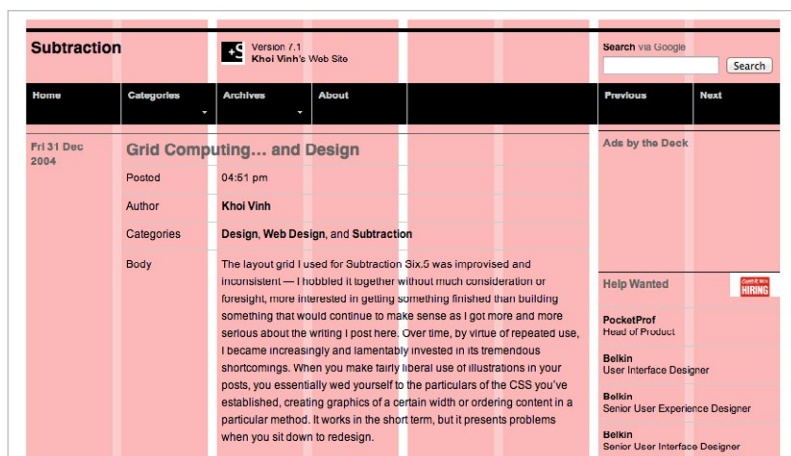 Subtraction
+S
Version 7.1
Khoi Vinh's Web Site
Search via Google
Search
Home
Categories
Archives
About
Previous
Next
Fri 31 Dec
2004
Grid Computing... and Design
Posted
04:51 pm
Author
Khoi Vinh
Categories
Design, Web Design, and Subtraction
Body
The layout grid I used for Subtraction Six.5 was improvised and
inconsistent — I hobbled it together without much consideration or
foresight, more interested in getting something finished than building
something that would continue to make sense as I got more and more
serious about the writing I post here. Over time, by virtue of repeated use,
I became increasingly and lamentably invested in its tremendous
shortcomings. When you make fairly liberal use of illustrations in your
posts, you essentially wed yourself to the particulars of the CSS you've
established, creating graphics of a certain width or ordering content in a
particular method. It works in the short term, but it presents problems
when you sit down to redesign.
Ads by the Deck
Help Wanted
HIRING
PocketProf
Head of Product
Belkin
User Interface Designer
Belkin
Senior User Experience Designer
Belkin
Senior User Interface Designer